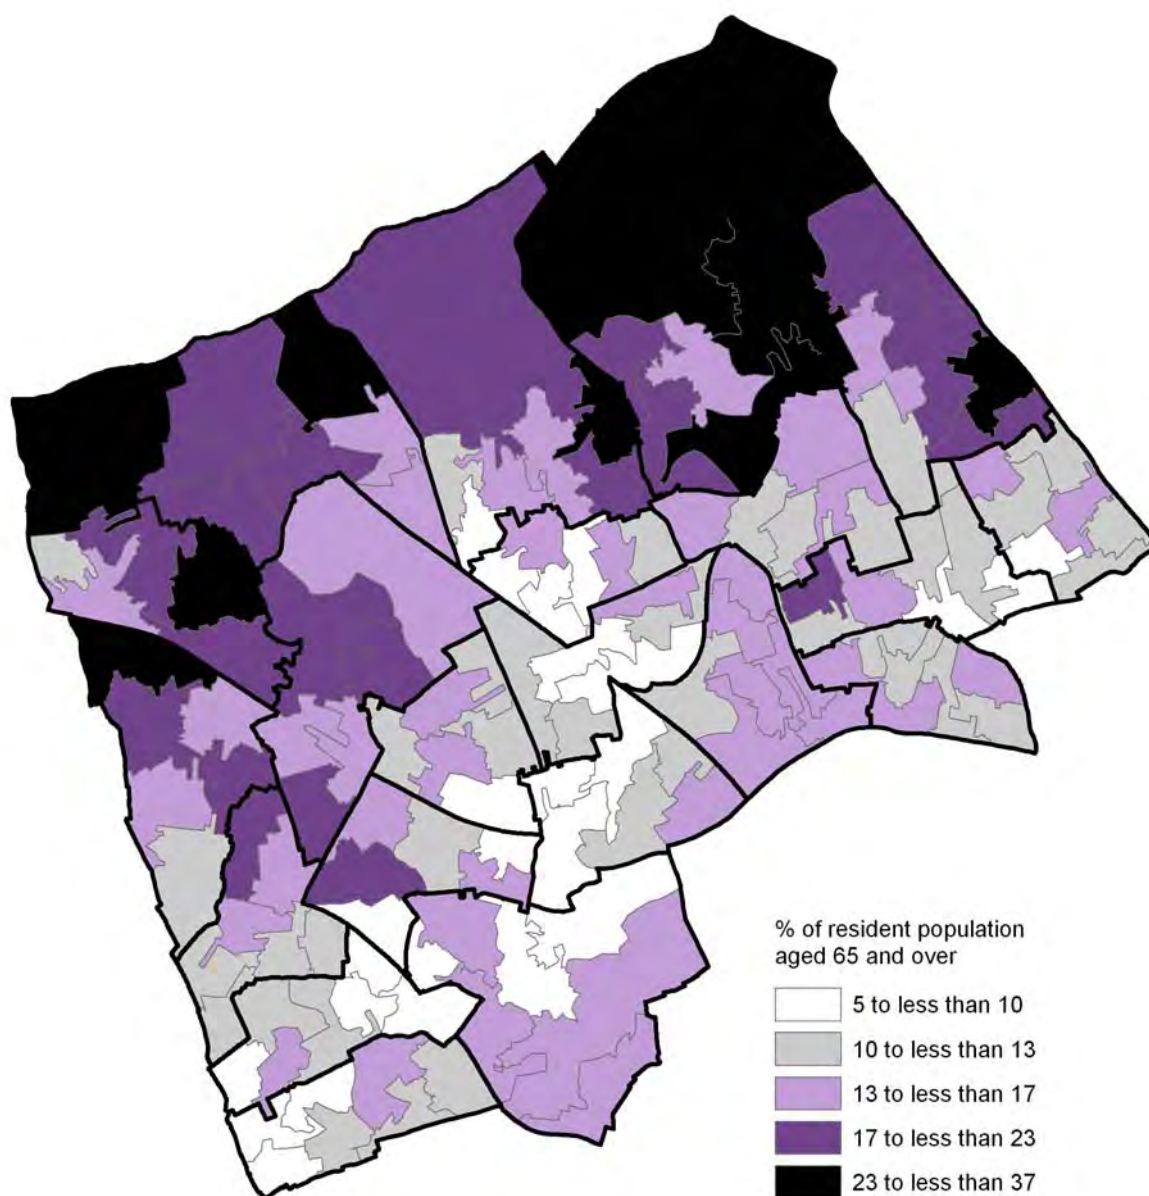 % of resident population
aged 65 and over
5 to less than 10
10 to less than 13
13 to less than 17
17 to less than 23
23 to less than 37